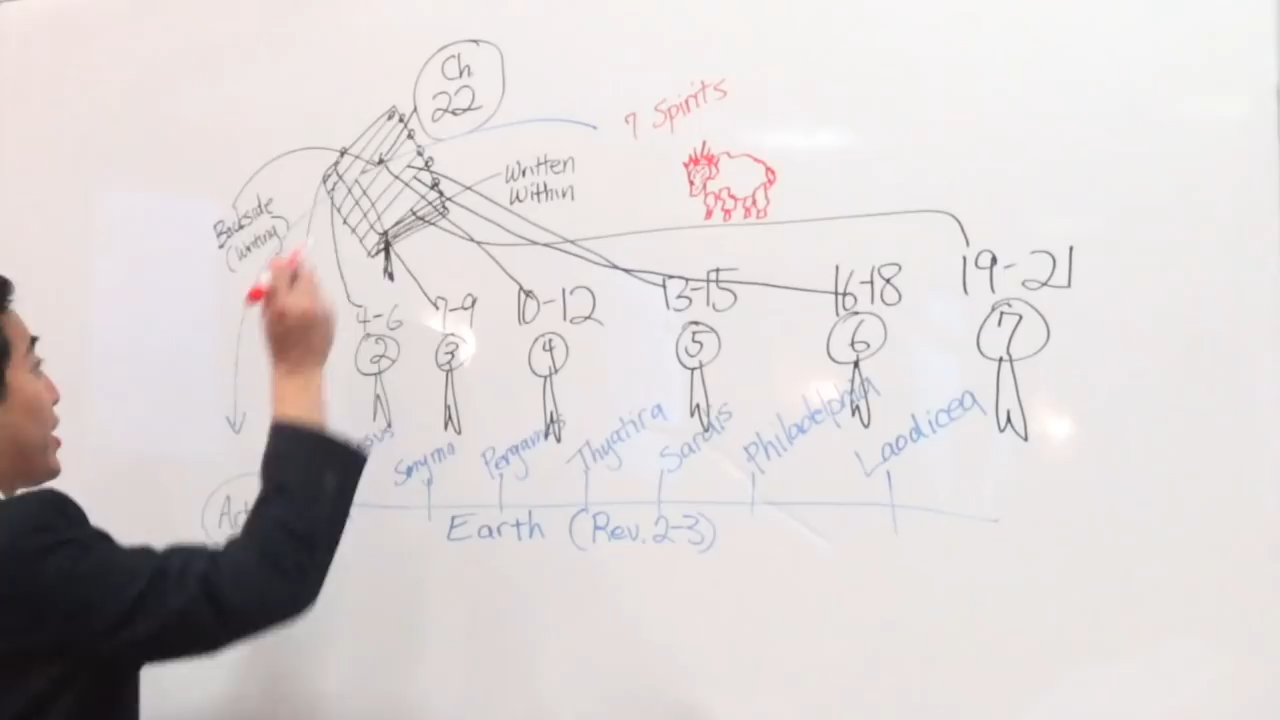 Ch
22
7 Spirits
Written
Within
Backside
(Writing)
4-6
7-9
10-12
13-15
16-18
19-21
2
3
4
5
6
7
Smyrna
Thyatira
Sardis
Philadelphia
Laodicea
Earth (Rev. 2-3)